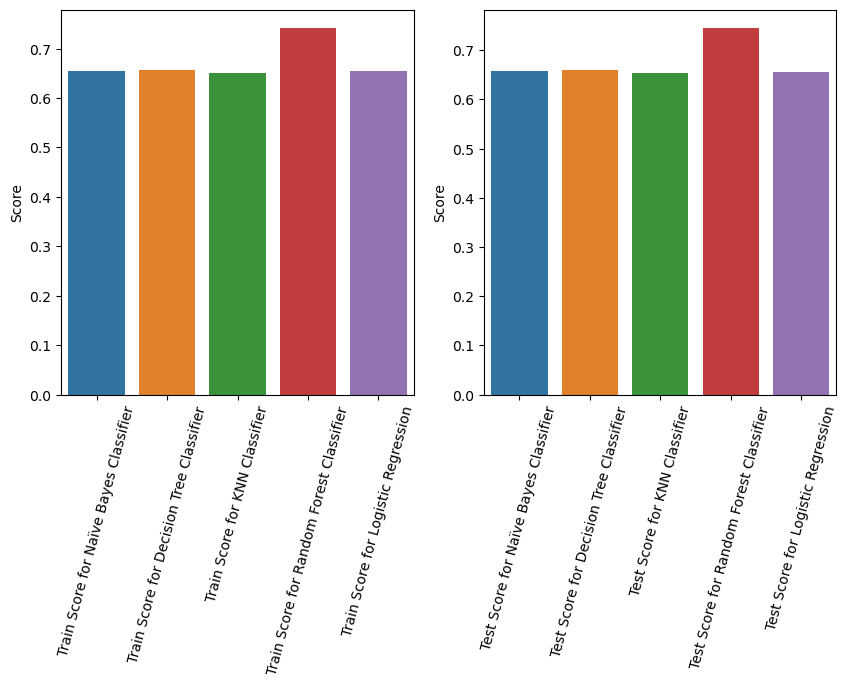 Score
0.7
0.6
0.5
0.4
0.3
0.2
0.1
0.0
Train Score for Naïve Bayes Classifier
Train Score for Decision Tree Classifier
Train Score for KNN Classifier
Train Score for Random Forest Classifier
Train Score for Logistic Regression
Score
0.7
0.6
0.5
0.4
0.3
0.2
0.1
0.0
Test Score for Naïve Bayes Classifier
Test Score for Decision Tree Classifier
Test Score for KNN Classifier
Test Score for Random Forest Classifier
Test Score for Logistic Regression